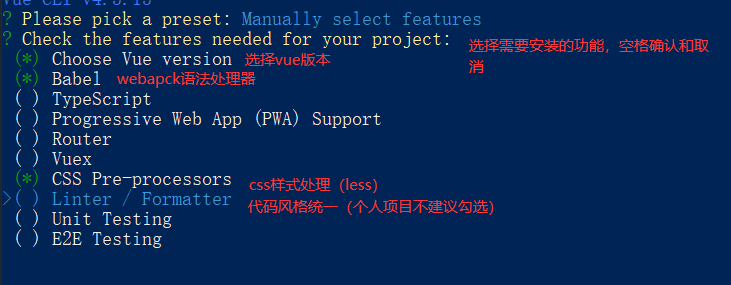 Vue CLI v4.5.15
? Please pick a preset: Manually select features
? Check the features needed for your project:
选择需要安装的功能，空格确认和取
消
(*) Choose Vue version
选择vue版本
(*) Babel
webapck语法处理器
( ) TypeScript
( ) Progressive Web App (PWA) Support
( ) Router
( ) Vuex
(*) CSS Pre-processors
css样式处理（less）
>( ) Linter / Formatter
代码风格统一（个人项目不建议勾选）
( ) Unit Testing
( ) E2E Testing